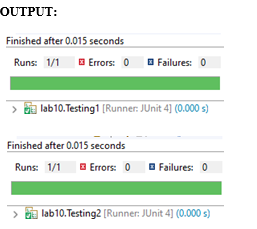 OUTPUT:
Finished after 0.015 seconds
Runs: 1/1 Errors: 0 Failures: 0
lab10.Testing1 [Runner: JUnit 4] (0.000 s)
Finished after 0.015 seconds
Runs: 1/1 Errors: 0 Failures: 0
lab10.Testing2 [Runner: JUnit 4] (0.000 s)